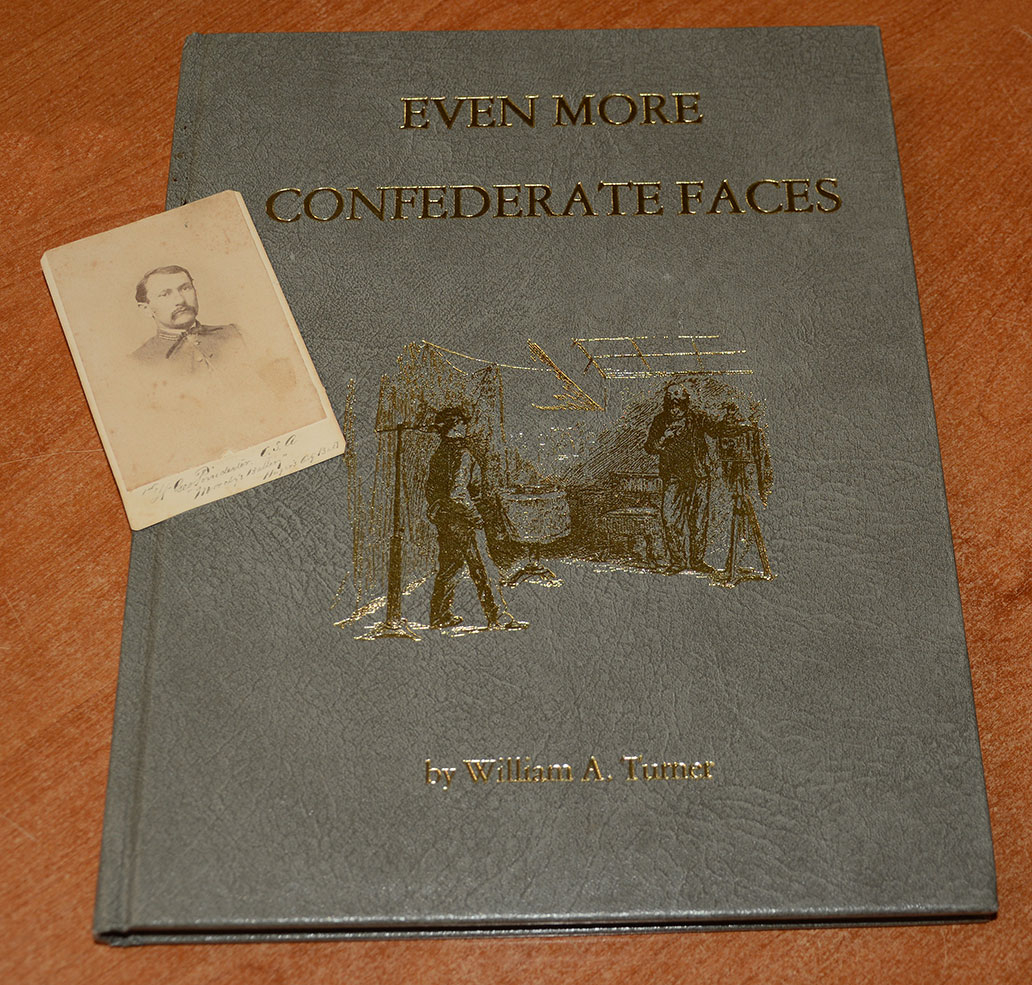 EVEN MORE
CONFEDERATE FACES
C.S.A
by William A. Turner